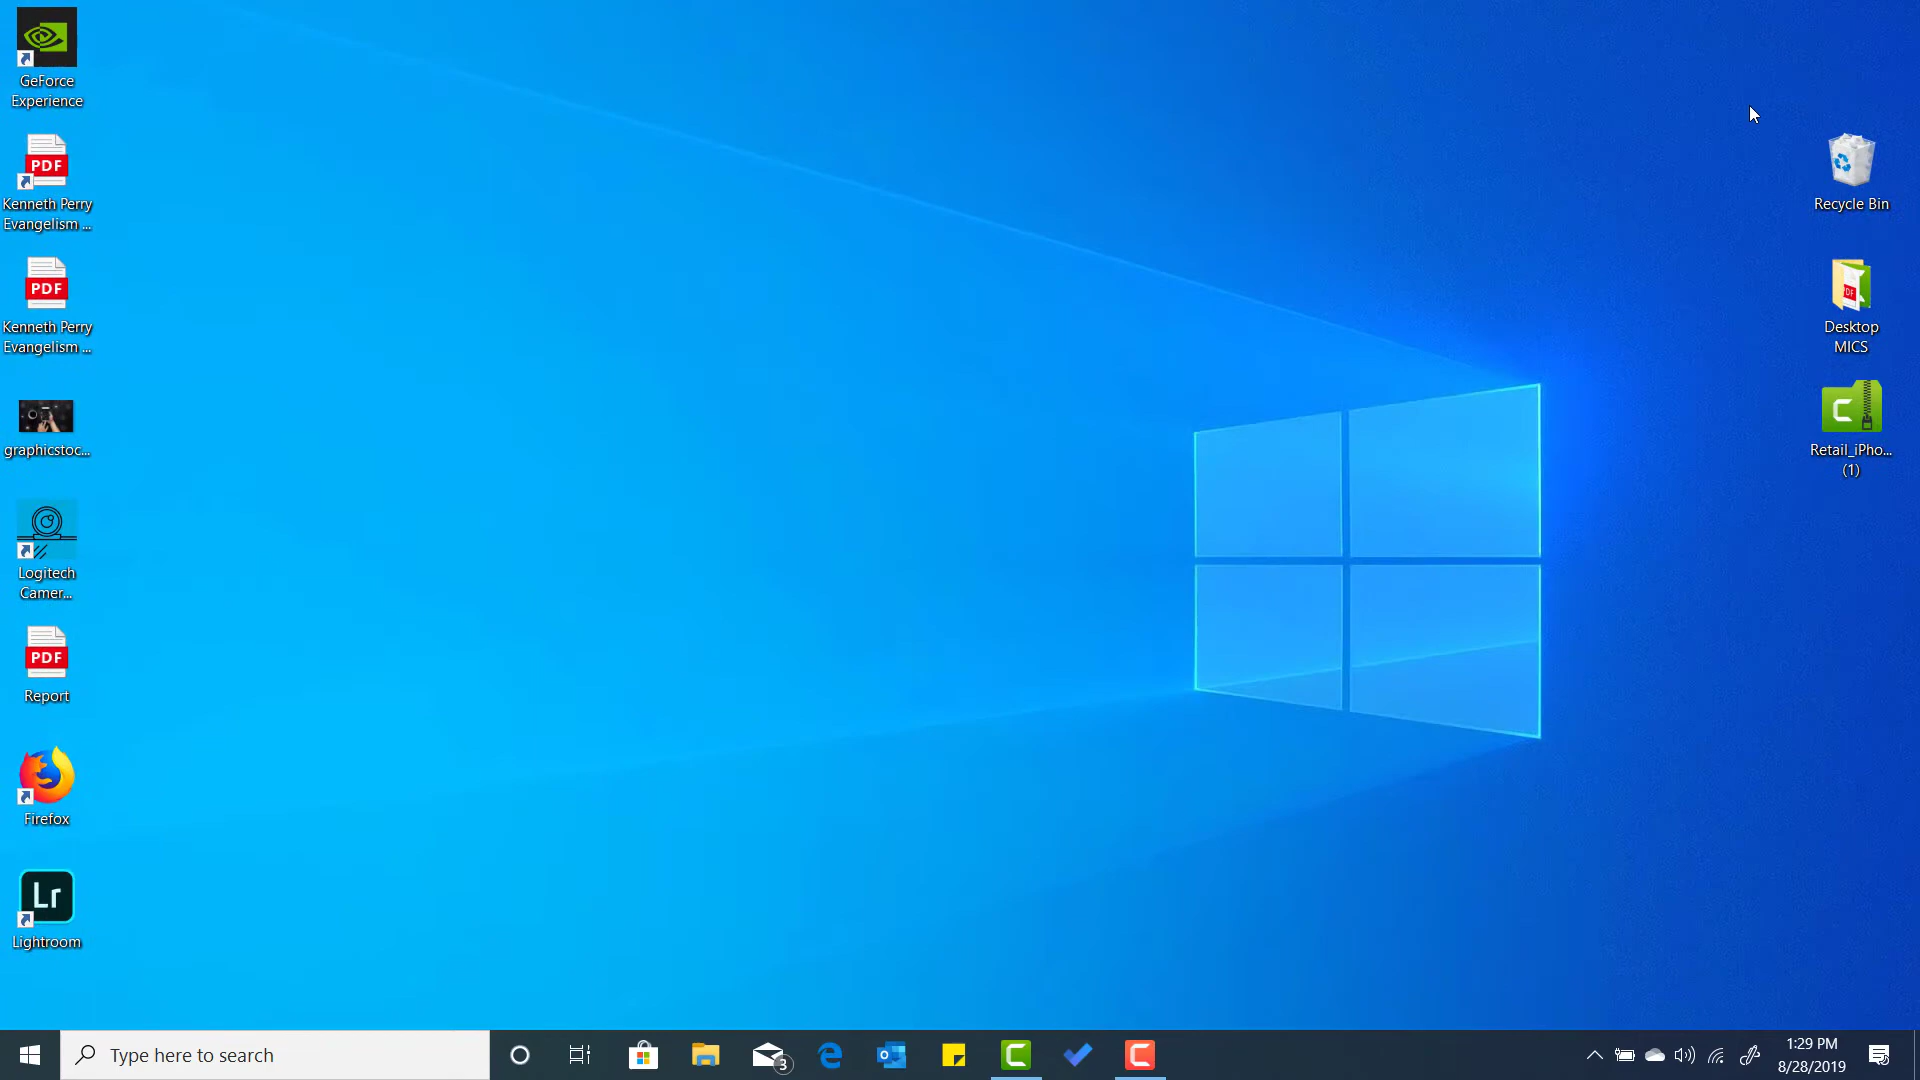 GeForce
Experience
PDF
Kenneth Perry
Evangelism ...
PDF
Kenneth Perry
Evangelism ...
graphicstoc...
Logitech
Camer...
PDF
Report
Firefox
Lr
Lightroom
Recycle Bin
PDF
Desktop
MICS
C
Retail_iPho...
(1)
Type here to search
3
1:29 PM
8/28/2019